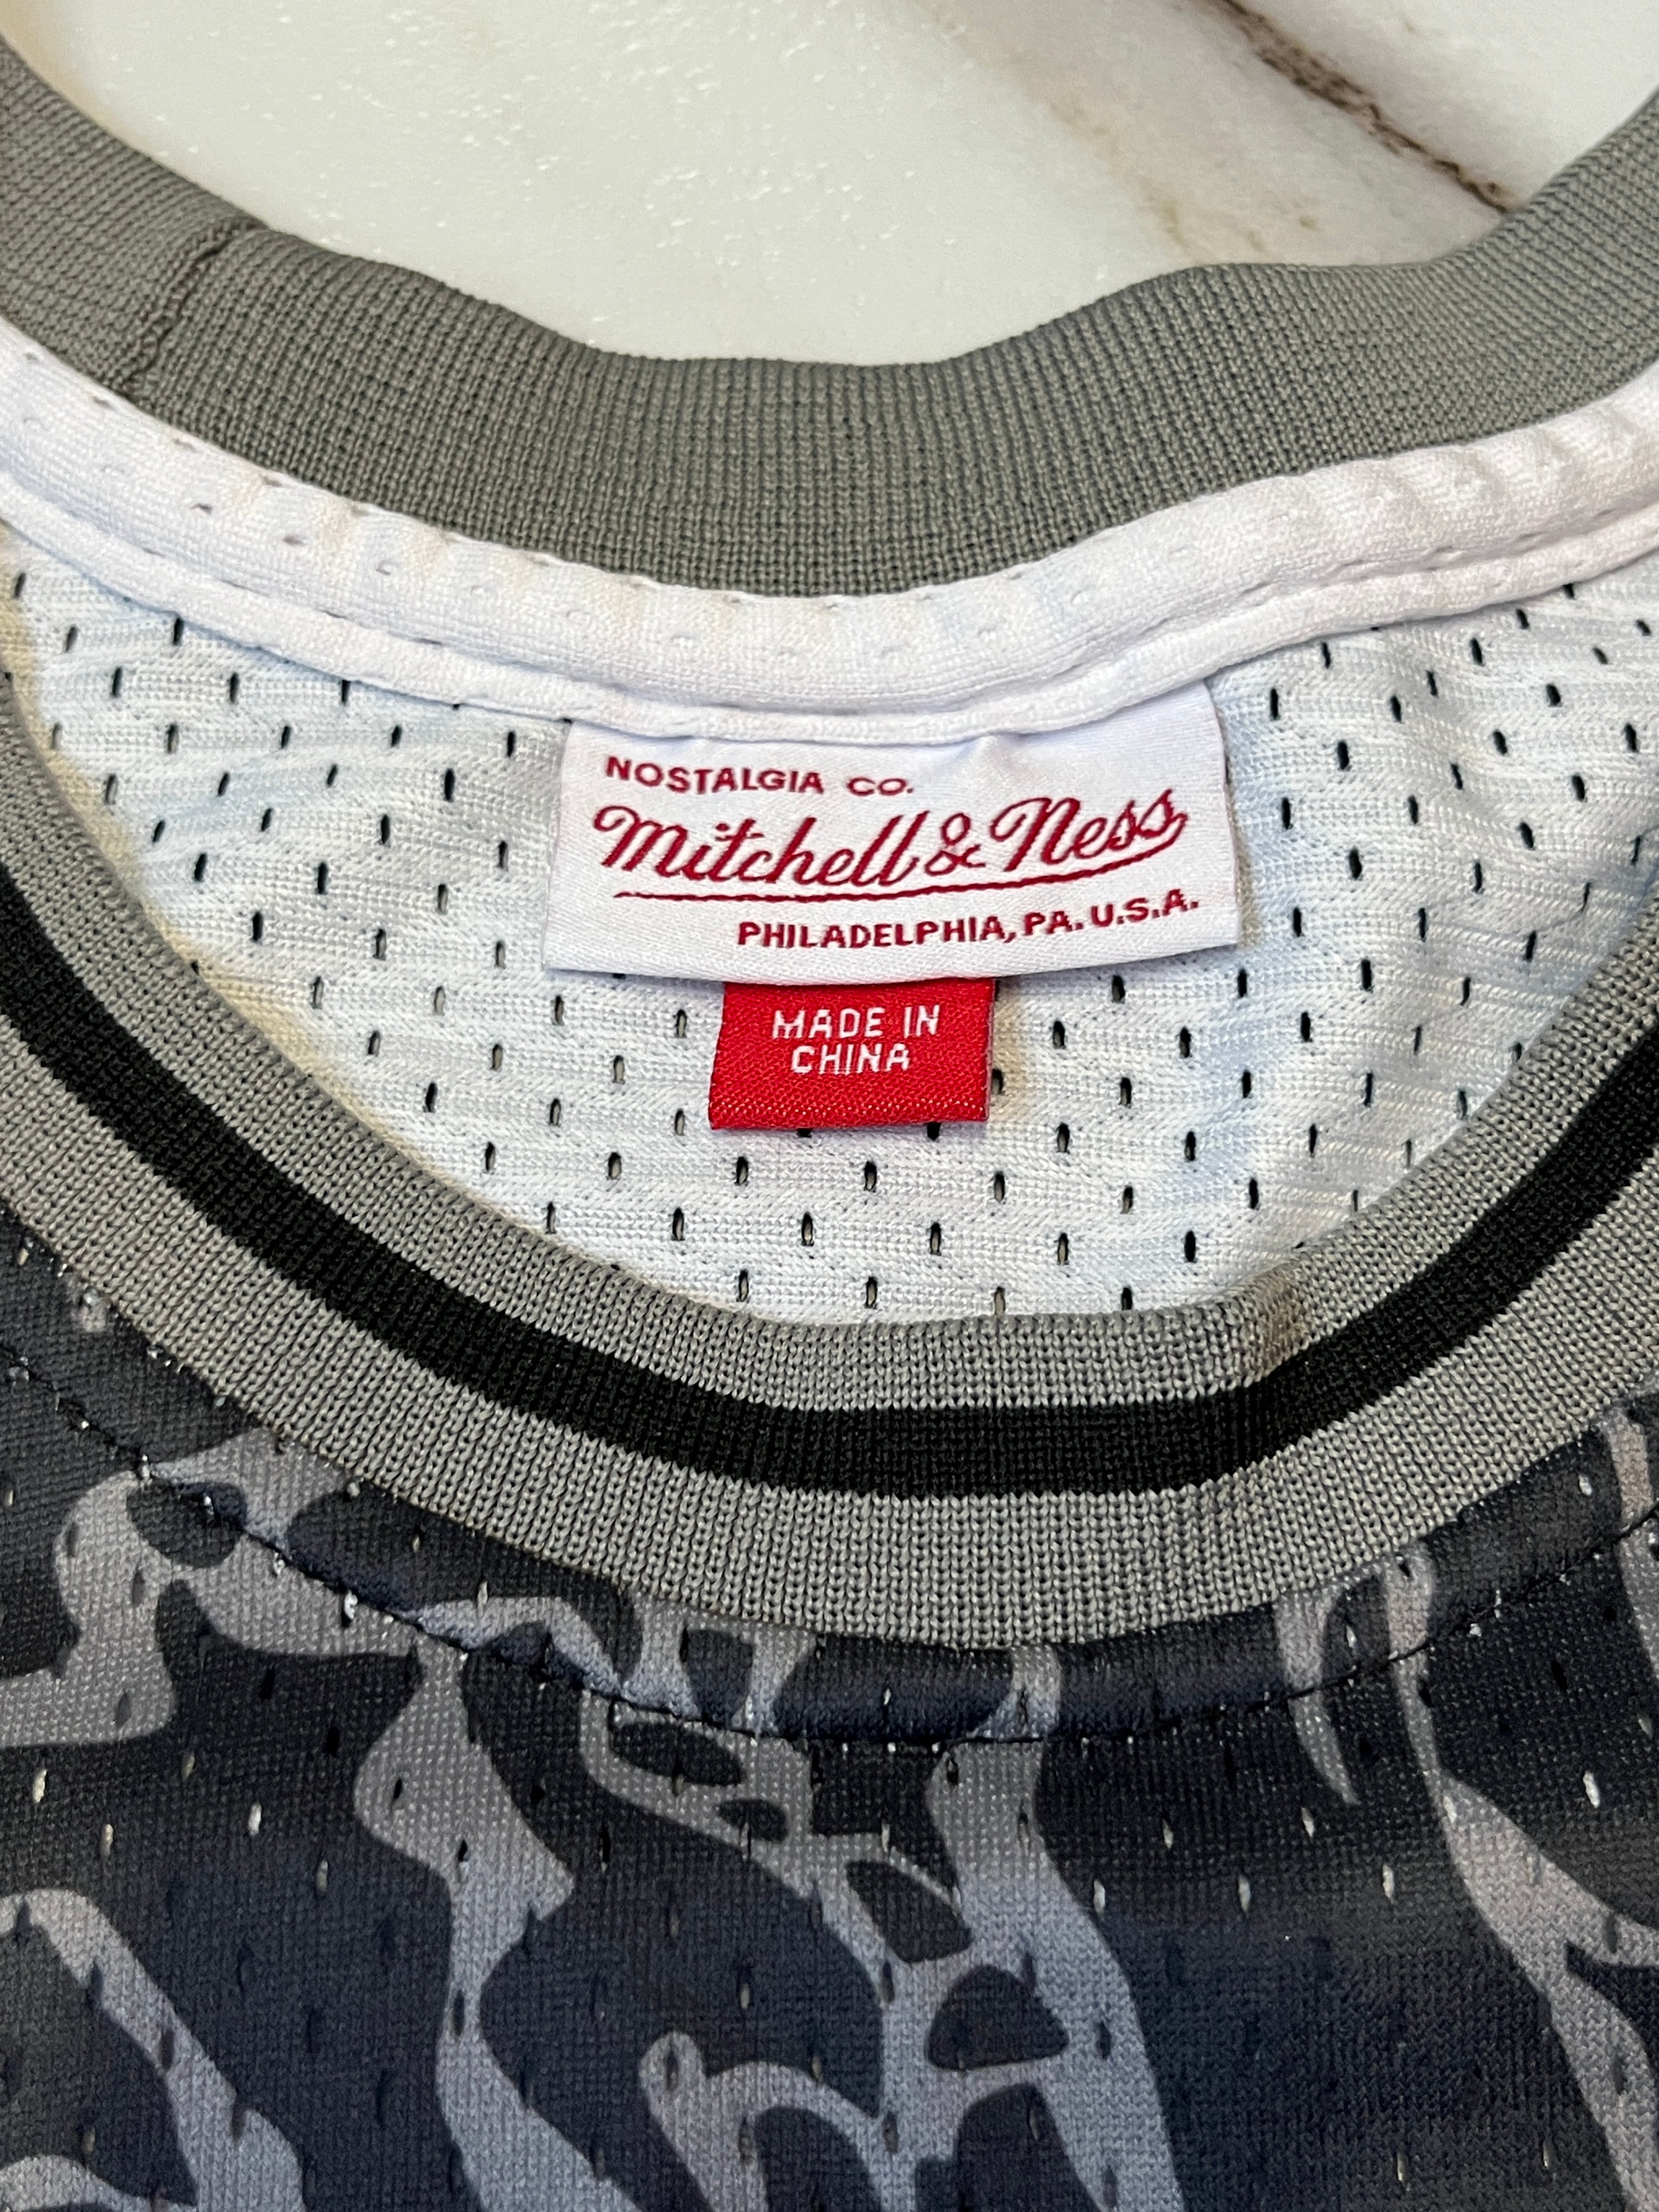 NOSTALGIA CO.
Mitchell & Ness
PHILADELPHIA, PA. U.S.A.
MADE IN
CHINA